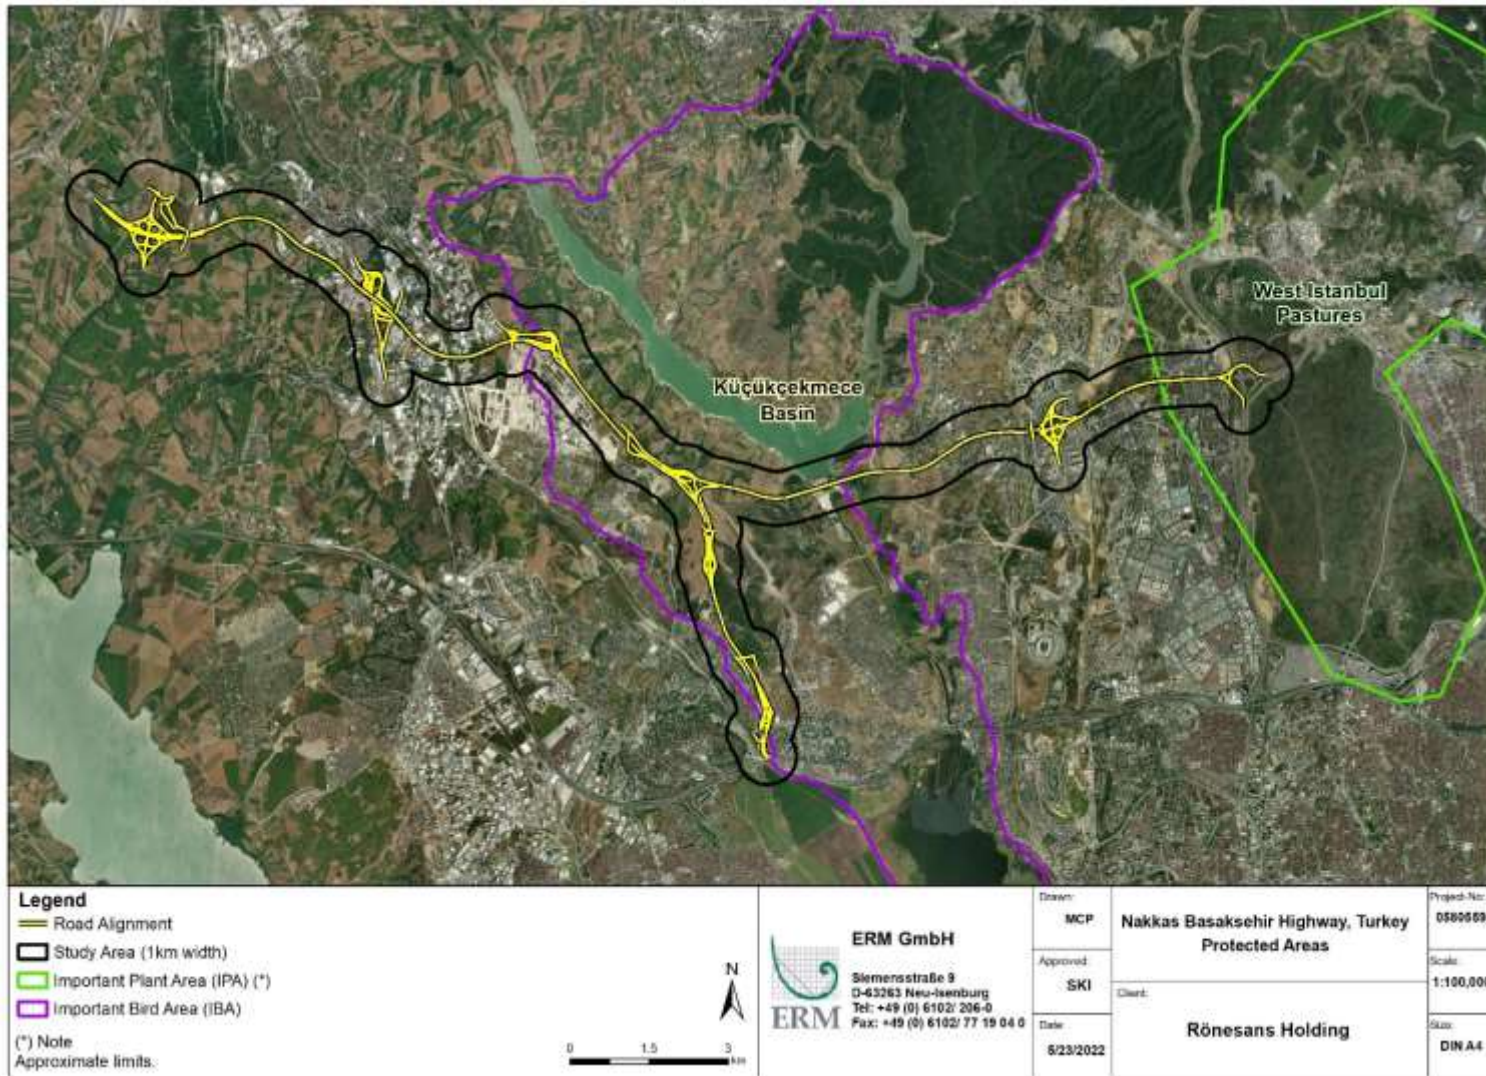 West Istanbul
Pastures
Küçükçekmece
Basin
Legend
Road Alignment
Study Area (1km width)
Important Plant Area (IPA) (*)
Important Bird Area (IBA)
(*) Note
Approximate limits.
N
0 1.5 3
km
ERM
ERM GmbH
Siemensstraße 9
D-63263 Neu-Isenburg
Tel: +49 (0) 6102/ 206-0
Fax: +49 (0) 6102/ 77 19 04 0
Drawn:
MCP
Approved:
SKI
Date:
5/23/2022
Nakkas Basaksehir Highway, Turkey
Protected Areas
Client:
Rönesans Holding
Project-No:
Scale:
Size:
DIN A4